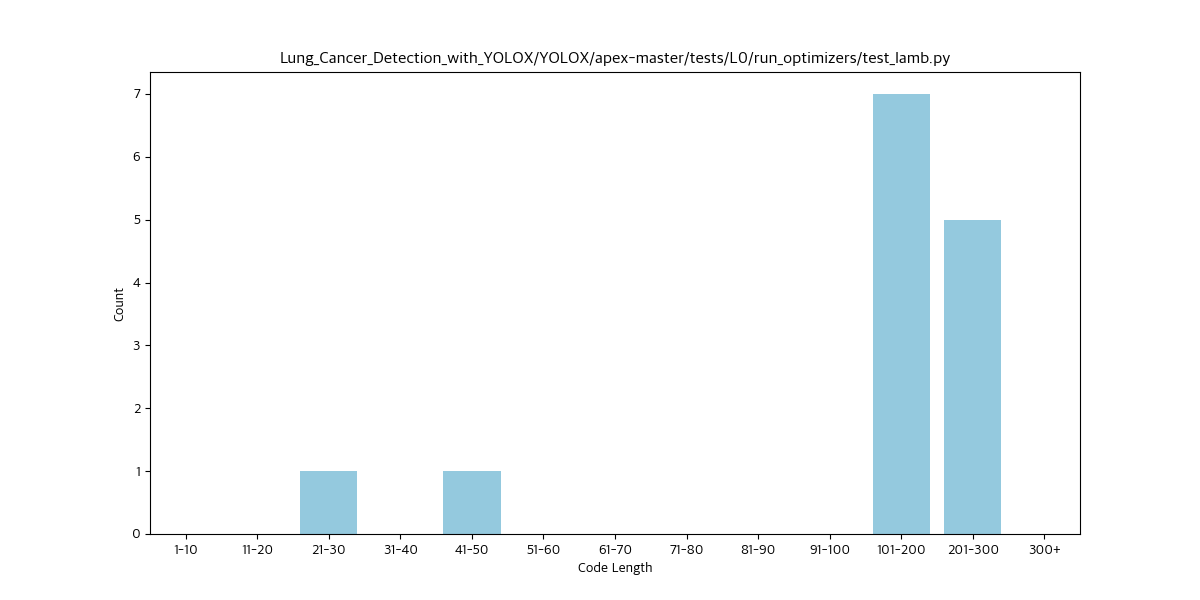 Lung_Cancer_Detection_with_YOLOX/YOLOX/apex-master/tests/L0/run_optimizers/test_lamb.py
7
6
5
4
3
2
1
0
Count
1-10 11-20 21-30 31-40 41-50 51-60 61-70 71-80 81-90 91-100 101-200 201-300 300+
Code Length